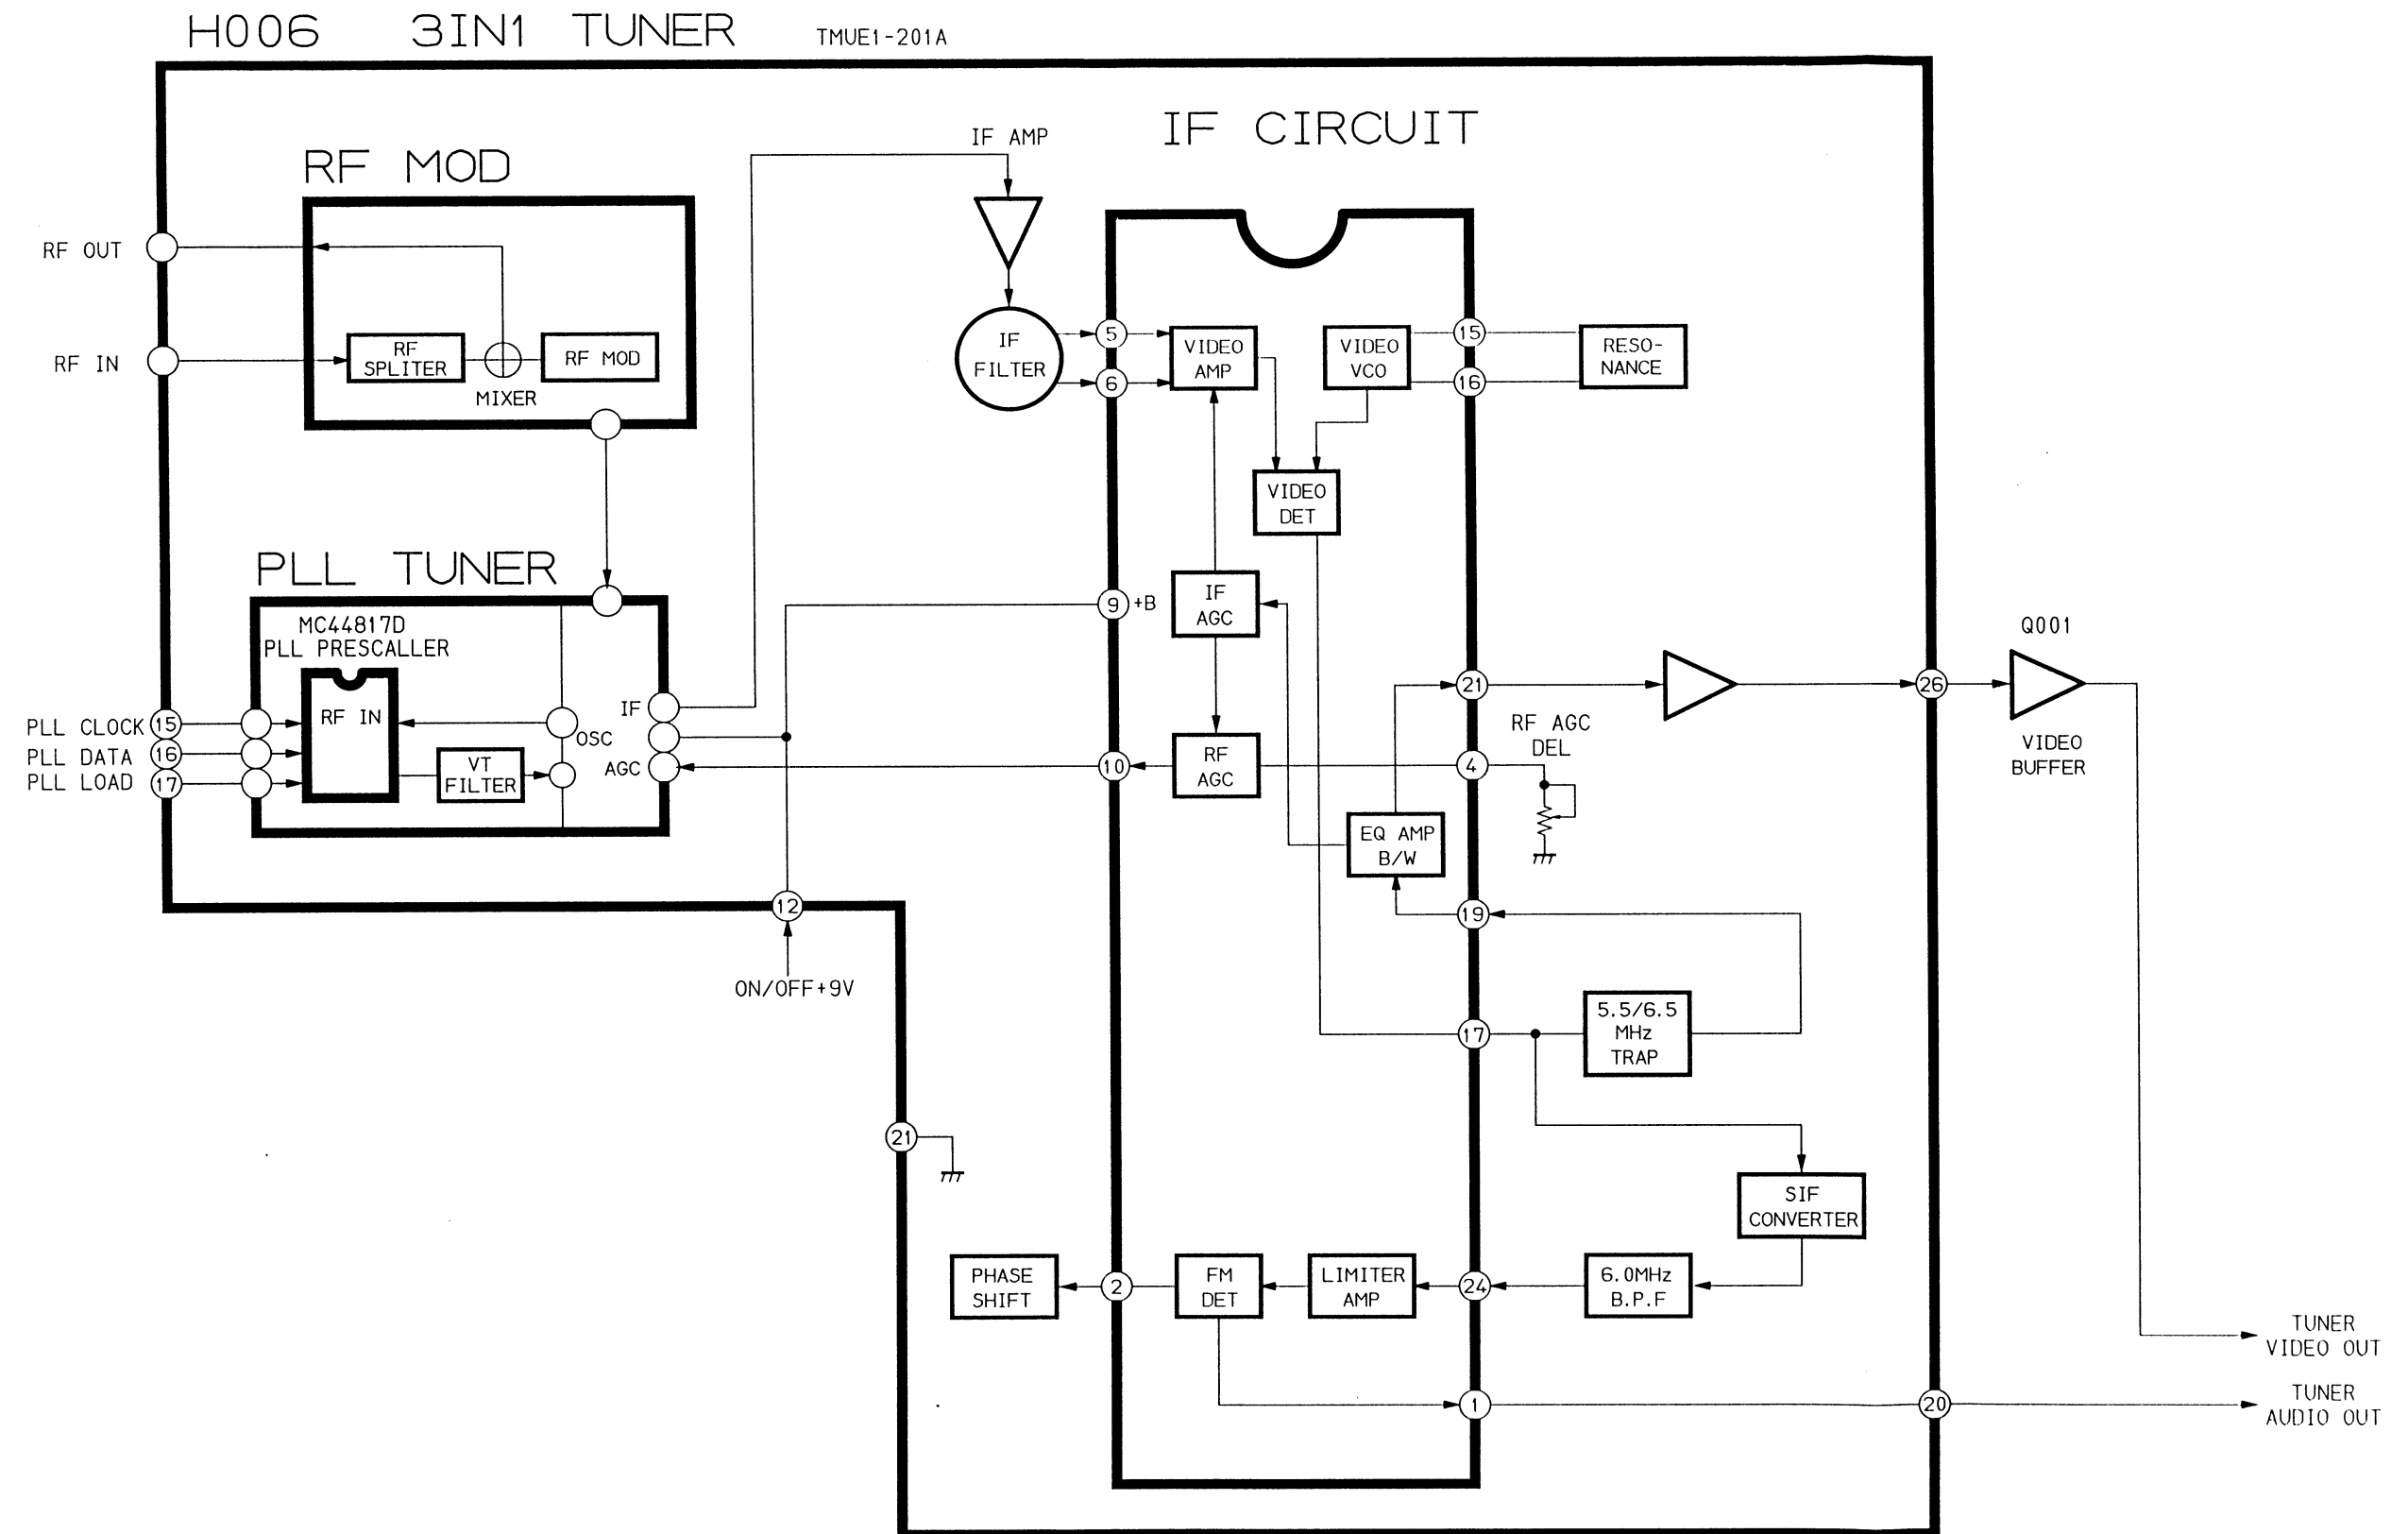 H006 3IN1 TUNER TMUE1-201A
IF AMP
IF CIRCUIT
RF MOD
RF OUT
RF IN
RF
SPLITER
RF MOD
MIXER
IF
FILTER
5
6
VIDEO
AMP
VIDEO
VCO
15
16
RESO-
NANCE
VIDEO
DET
PLL TUNER
MC44817D
PLL PRESCALLER
RF IN
PLL CLOCK 15
PLL DATA 16
PLL LOAD 17
OSC
VT
FILTER
IF
AGC
9 +B
IF
AGC
10
RF
AGC
21
4
RF AGC
DEL
26
Q001
VIDEO
BUFFER
EQ AMP
B/W
12
ON/OFF+9V
19
17
5.5/6.5
MHz
TRAP
21
SIF
CONVERTER
PHASE
SHIFT
2
FM
DET
LIMITER
AMP
24
6.0MHz
B.P.F
1
20
TUNER
VIDEO OUT
TUNER
AUDIO OUT